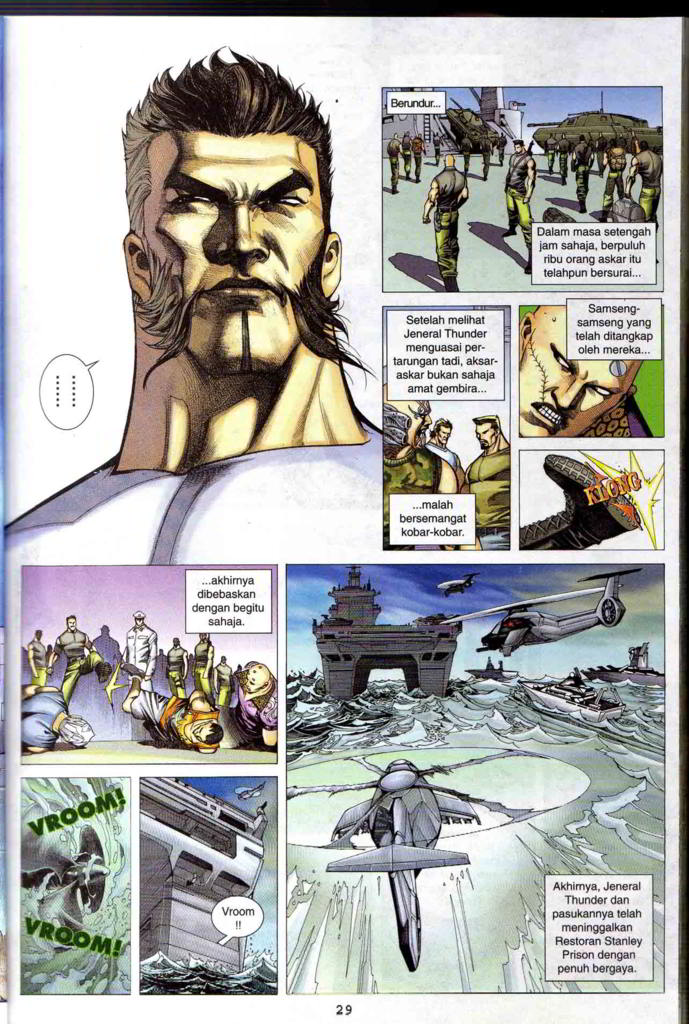 Berundur...
Dalam masa setengah
jam sahaja, berpuluh
ribu orang askar itu
telahpun bersurai...
Setelah melihat
Jeneral Thunder
menguasai per-
tarungan tadi, aksar-
askar bukan sahaja
amat gembira...
...malah
bersemangat
kobar-kobar.
Samseng-
samseng yang
telah ditangkap
oleh mereka...
KLONG
...akhirnya
dibebaskan
dengan begitu
sahaja.
VROOM!
VROOM!
Vroom
!!
Akhirnya, Jeneral
Thunder dan
pasukannya telah
meninggalkan
Restoran Stanley
Prison dengan
penuh bergaya.
29